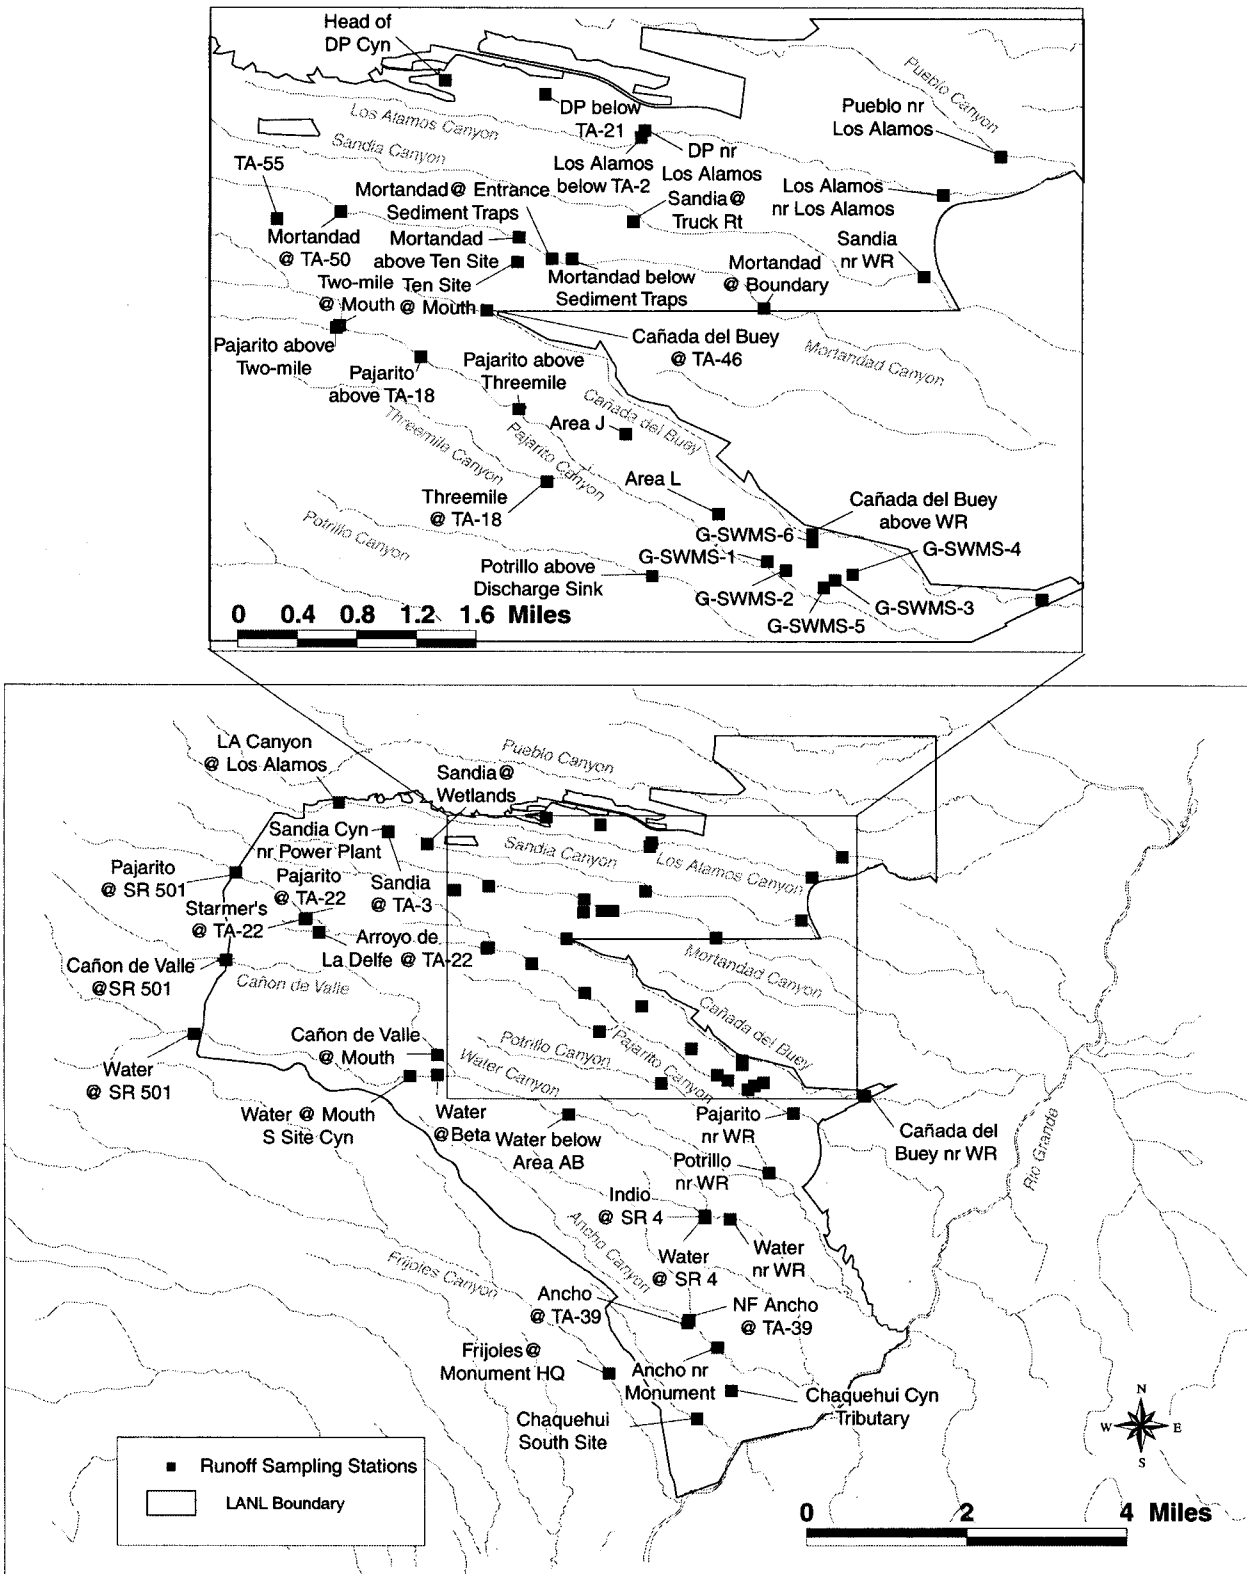 Head of
DP Cyn
Pueblo Canyon
DP below
TA-21
Pueblo nr
Los Alamos
Los Alamos Canyon
Sandia Canyon
DP nr
Los Alamos
Los Alamos
below TA-2
TA-55
Mortandad@ Entrance
Sediment Traps
Sandia@
Truck Rt
Los Alamos
nr Los Alamos
Mortandad
@ TA-50
Mortandad
above Ten Site
Sandia
nr WR
Two-mile
@ Mouth
Ten Site
@ Mouth
Mortandad below
Sediment Traps
Mortandad
@ Boundary
Pajarito above
Two-mile
Cañada del Buey
@ TA-46
Mortandad Canyon
Pajarito
above TA-18
Pajarito above
Threemile
Cañada del Buey
Area J
Threemile Canyon
Pajarito Canyon
Area L
Threemile
@ TA-18
Cañada del Buey
above WR
Potrillo Canyon
G-SWMS-6
G-SWMS-4
G-SWMS-1
Potrillo above
Discharge Sink
G-SWMS-2
G-SWMS-3
G-SWMS-5
0 0.4 0.8 1.2 1.6 Miles
LA Canyon
@ Los Alamos
Pueblo Canyon
Sandia@
Wetlands
Sandia Cyn
nr Power Plant
Sandia Canyon
Los Alamos Canyon
Pajarito
@ SR 501
Pajarito
@ TA-22
Sandia
@ TA-3
Starmer's
@ TA-22
Arroyo de
La Delfe @ TA-22
Mortandad Canyon
Cañon de Valle
@SR 501
Cañon de Valle
Cañada del Buey
Cañon de Valle
@ Mouth
Potrillo Canyon
Pajarito Canyon
Water Canyon
Water
@ SR 501
Water @ Mouth
S Site Cyn
Water
@Beta
Water below
Area AB
Pajarito
nr WR
Cañada del
Buey nr WR
Potrillo
nr WR
Rio Grande
Indio
@ SR 4
Ancho Canyon
Water
@ SR 4
Water
nr WR
Frijoles Canyon
Ancho
@ TA-39
NF Ancho
@ TA-39
Frijoles@
Monument HQ
Ancho nr
Monument
Chaquehui Cyn
Tributary
Chaquehui
South Site
N
W E
S
Runoff Sampling Stations
LANL Boundary
0 2 4 Miles